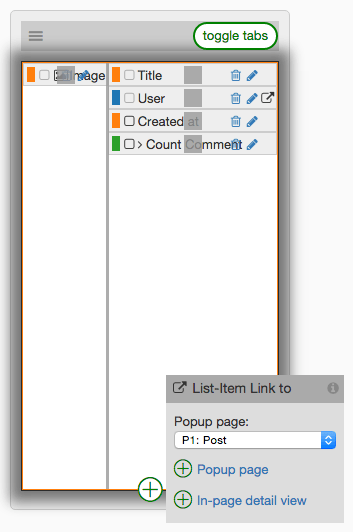 toggle tabs
Image
Title
User
Created at
> Count Comment
List-Item Link to
Popup page:
P1: Post
Popup page
In-page detail view